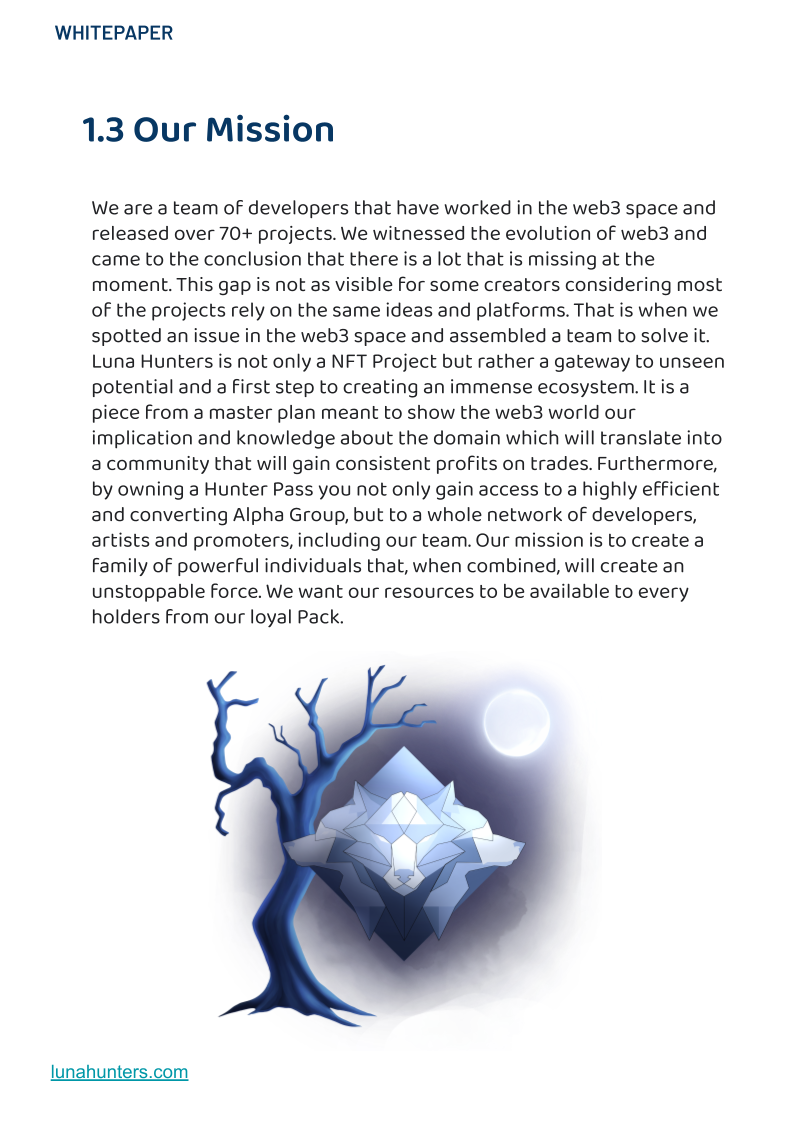 WHITEPAPER
1.3 Our Mission
We are a team of developers that have worked in the web3 space and
released over 70+ projects. We witnessed the evolution of web3 and
came to the conclusion that there is a lot that is missing at the
moment. This gap is not as visible for some creators considering most
of the projects rely on the same ideas and platforms. That is when we
spotted an issue in the web3 space and assembled a team to solve it.
Luna Hunters is not only a NFT Project but rather a gateway to unseen
potential and a first step to creating an immense ecosystem. It is a
piece from a master plan meant to show the web3 world our
implication and knowledge about the domain which will translate into
a community that will gain consistent profits on trades. Furthermore,
by owning a Hunter Pass you not only gain access to a highly efficient
and converting Alpha Group, but to a whole network of developers,
artists and promoters, including our team. Our mission is to create a
family of powerful individuals that, when combined, will create an
unstoppable force. We want our resources to be available to every
holders from our loyal Pack.
lunahunters.com